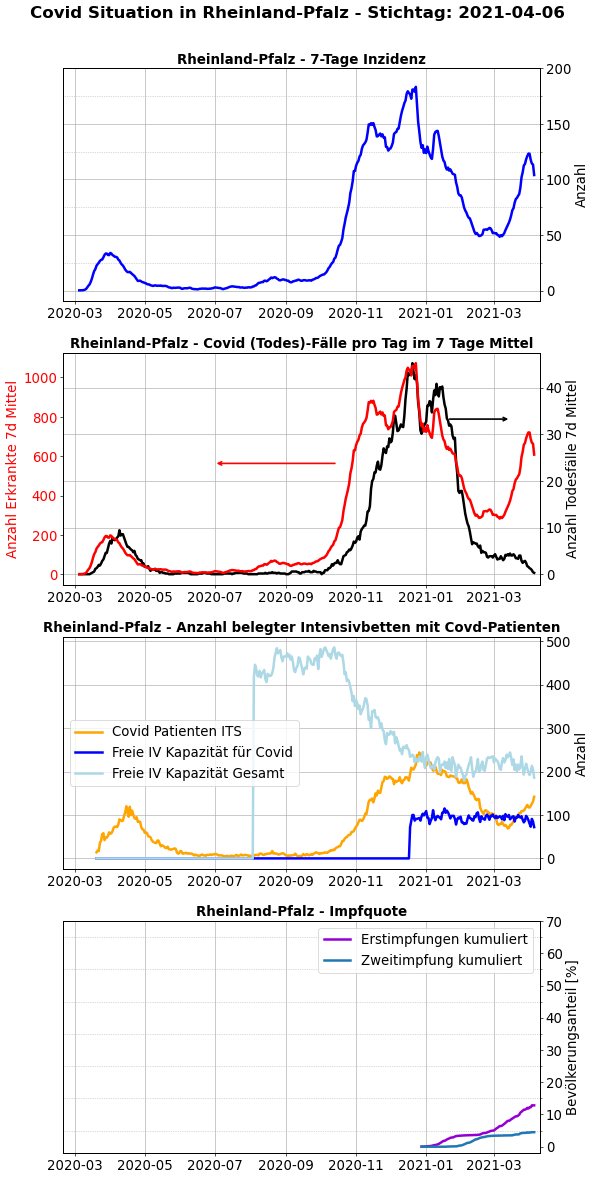 Covid Situation in Rheinland-Pfalz - Stichtag: 2021-04-06
Rheinland-Pfalz - 7-Tage Inzidenz
200
150
100
50
0
Anzahl
2020-03 2020-05 2020-07 2020-09 2020-11 2021-01 2021-03
Rheinland-Pfalz - Covid (Todes)-Fälle pro Tag im 7 Tage Mittel
Anzahl Erkrankte 7d Mittel
1000
800
600
400
200
0
40
30
20
10
0
Anzahl Todesfälle 7d Mittel
2020-03 2020-05 2020-07 2020-09 2020-11 2021-01 2021-03
Rheinland-Pfalz - Anzahl belegter Intensivbetten mit Covd-Patienten
Covid Patienten ITS
Freie IV Kapazität für Covid
Freie IV Kapazität Gesamt
500
400
300
200
100
0
Anzahl
2020-03 2020-05 2020-07 2020-09 2020-11 2021-01 2021-03
Rheinland-Pfalz - Impfquote
Erstimpfungen kumuliert
Zweitimpfung kumuliert
70
60
50
40
30
20
10
0
Bevölkerungsanteil [%]
2020-03 2020-05 2020-07 2020-09 2020-11 2021-01 2021-03